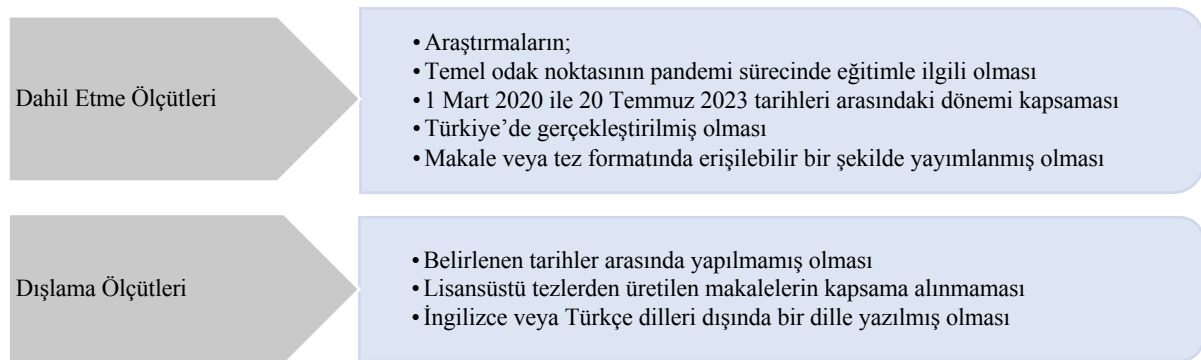 Dahil Etme Ölçütleri
• Araştırmaların;
• Temel odak noktasının pandemi sürecinde eğitimle ilgili olması
• 1 Mart 2020 ile 20 Temmuz 2023 tarihleri arasındaki dönemi kapsaması
• Türkiye’de gerçekleştirilmiş olması
• Makale veya tez formatında erişilebilir bir şekilde yayımlanmış olması
Dışlama Ölçütleri
• Belirlenen tarihler arasında yapılmamış olması
• Lisansüstü tezlerden üretilen makalelerin kapsama alınmaması
• İngilizce veya Türkçe dilleri dışında bir dille yazılmış olması